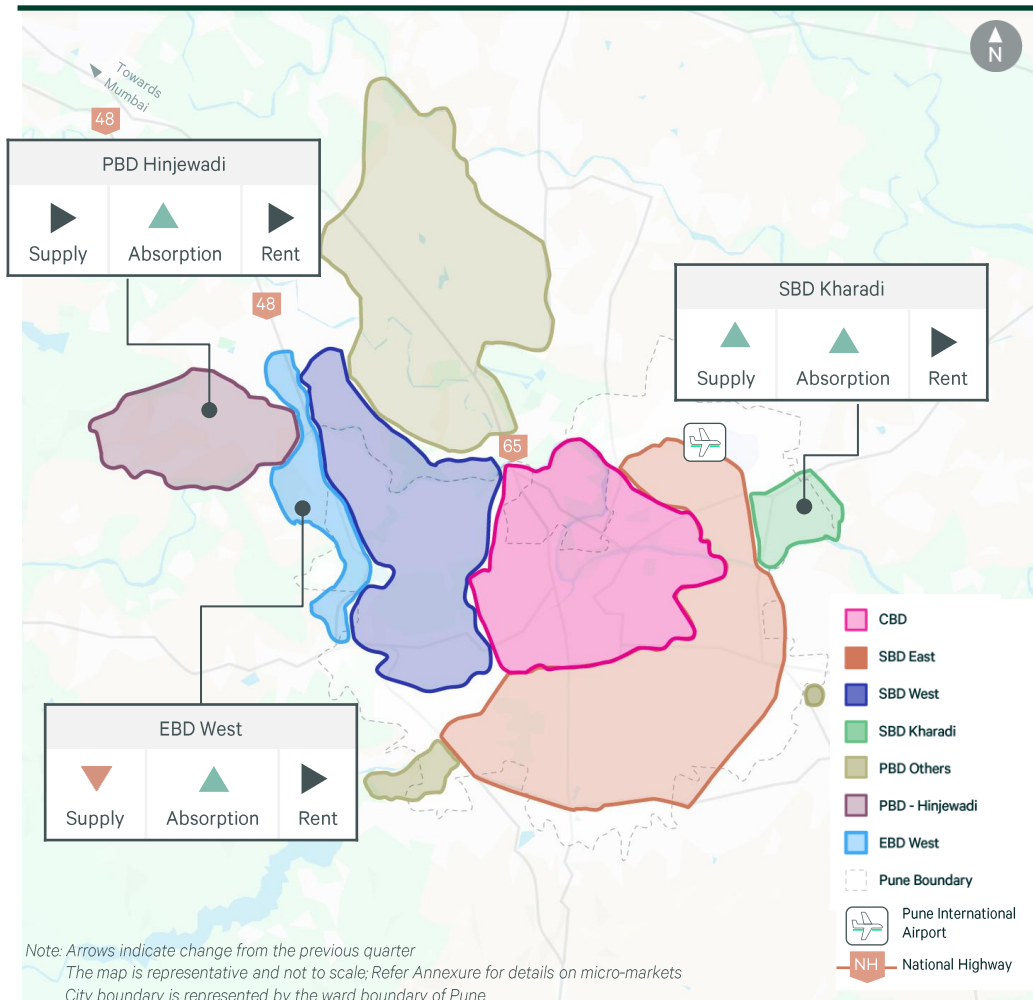 N
Towards
Mumbai
48
PBD Hinjewadi
Supply Absorption Rent
48
SBD Kharadi
Supply Absorption Rent
65
EBD West
Supply Absorption Rent
CBD
SBD East
SBD West
SBD Kharadi
PBD Others
PBD - Hinjewadi
EBD West
Pune Boundary
Pune International
Airport
NH National Highway
Note: Arrows indicate change from the previous quarter
The map is representative and not to scale; Refer Annexure for details on micro-markets
City boundary is represented by the ward boundary of Pune